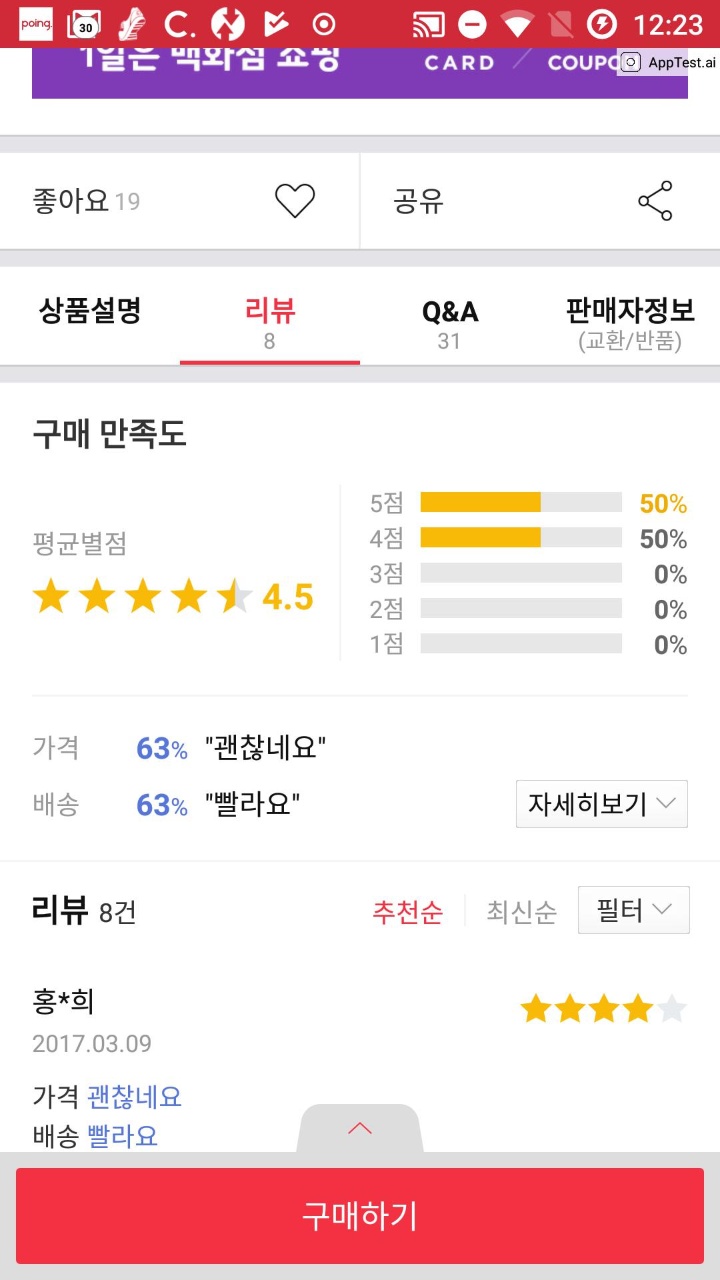 poing
30
C.
12:23
1일은 백화점 쇼핑
CARD / COUPO
AppTest.ai
좋아요 19
공유
상품설명
리뷰
8
Q&A
31
판매자정보
(교환/반품)
구매 만족도
평균별점
4.5
5점 50%
4점 50%
3점 0%
2점 0%
1점 0%
가격 63% "괜찮네요"
배송 63% "빨라요"
자세히보기
리뷰 8건
추천순
최신순
필터
홍*희
2017.03.09
가격 괜찮네요
배송 빨라요
구매하기